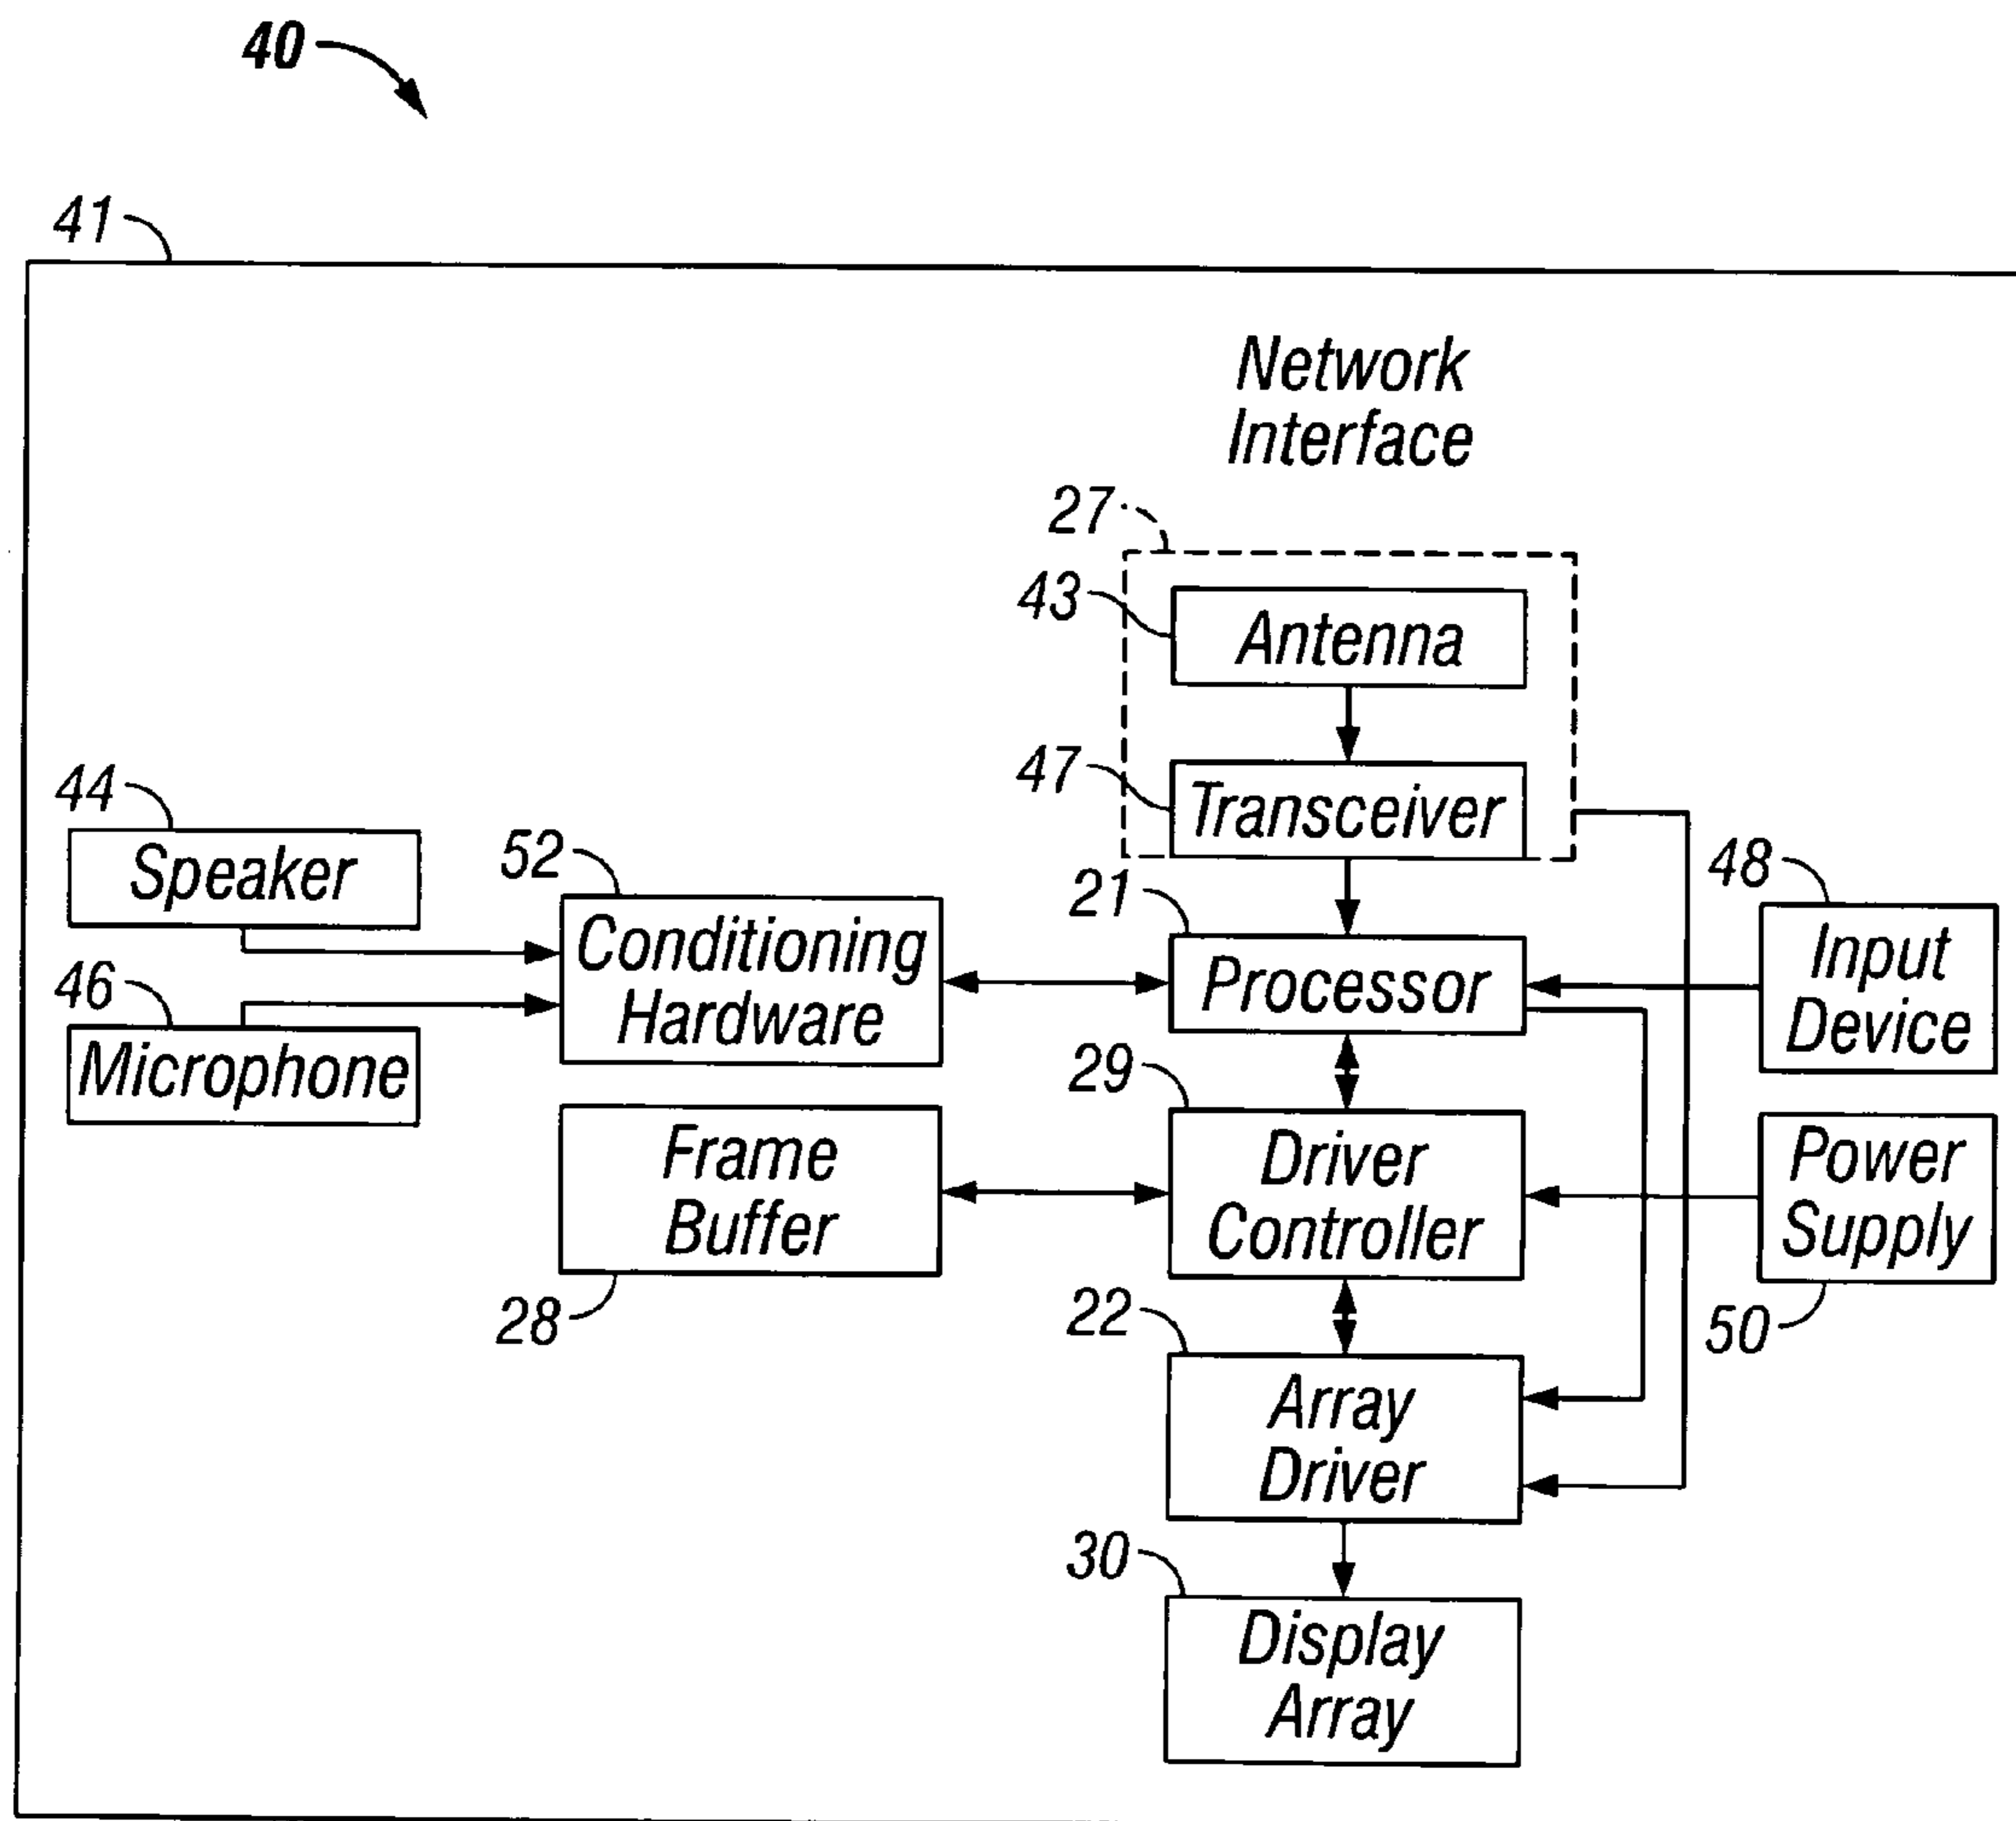 40
41
Network
Interface
27
43
Antenna
47
Transceiver
44
Speaker
52
Conditioning
Hardware
21
Processor
48
Input
Device
46
Microphone
29
Driver
Controller
Frame
Buffer
28
Power
Supply
50
22
Array
Driver
30
Display
Array